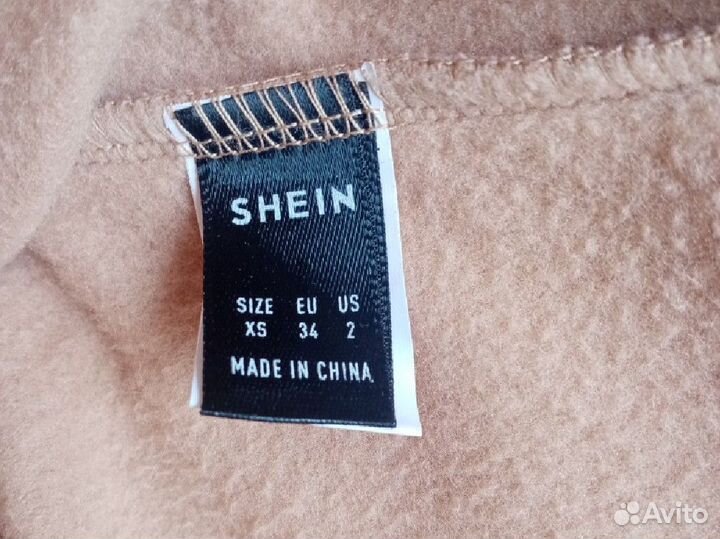 SHEIN
SIZE EU US
XS 34 2
MADE IN CHINA
Avito